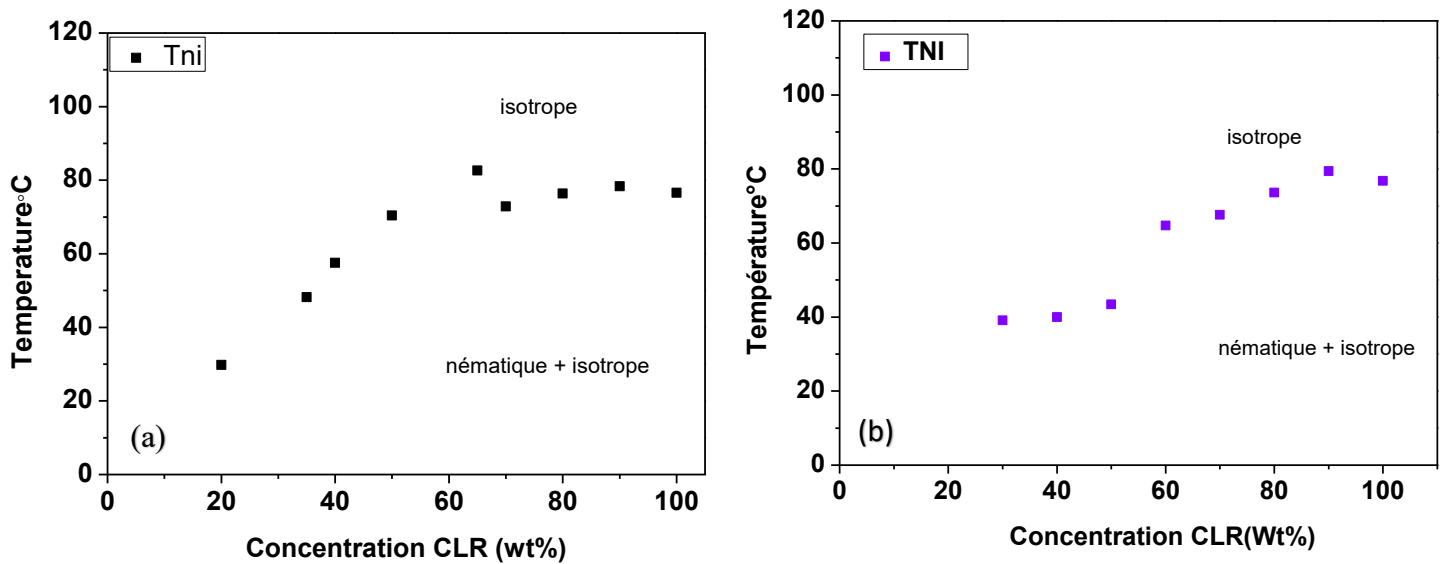 120
100
80
60
40
20
0
Temperature°C
Tni
isotrope
nématique + isotrope
(a)
0 20 40 60 80 100
Concentration CLR (wt%)
120
100
80
60
40
20
0
Température°C
TNI
isotrope
nématique + isotrope
(b)
0 20 40 60 80 100
Concentration CLR(Wt%)